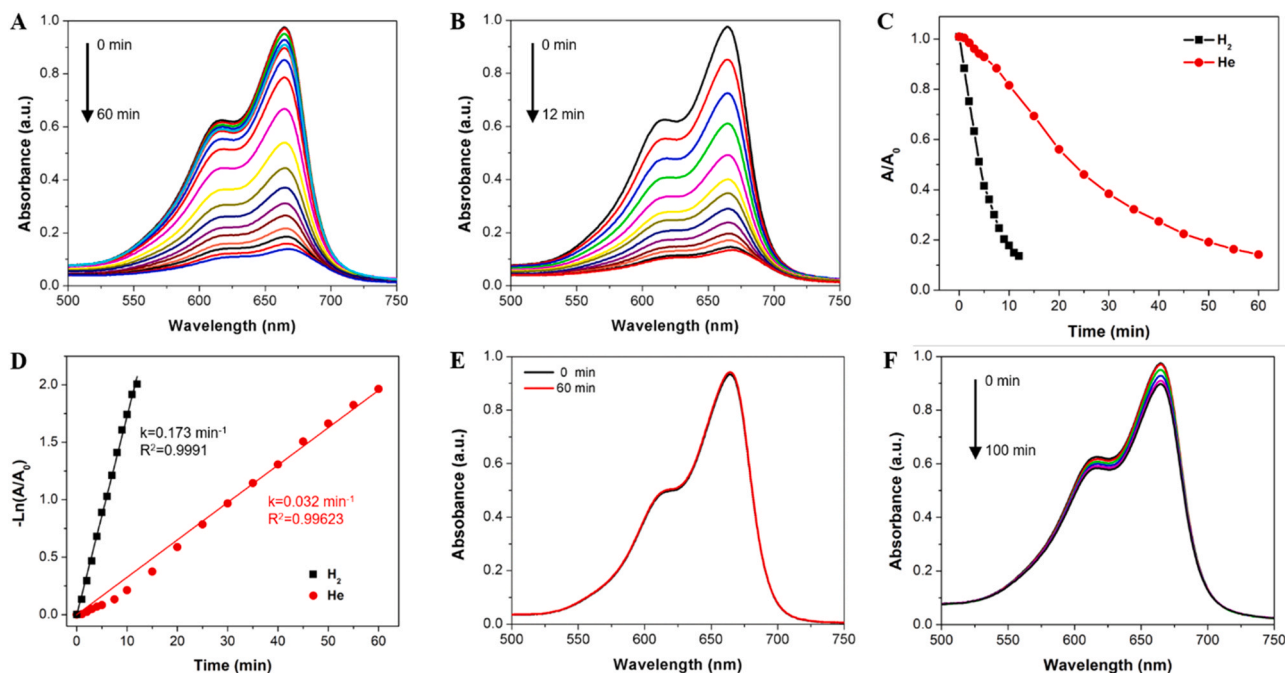 A
0 min
60 min
Absorbance (a.u.)
1.0
0.8
0.6
0.4
0.2
0.0
500
550
600
650
700
750
Wavelength (nm)
B
0 min
12 min
Absrobance (a.u.)
1.0
0.8
0.6
0.4
0.2
0.0
500
550
600
650
700
750
Wavelength (nm)
C
H₂
He
A/A₀
1.0
0.8
0.6
0.4
0.2
0.0
0
10
20
30
40
50
60
Time (min)
D
k=0.173 min⁻¹
R²=0.9991
k=0.032 min⁻¹
R²=0.99623
H₂
He
-Ln(A/A₀)
2.0
1.5
1.0
0.5
0.0
0
10
20
30
40
50
60
Time (min)
E
0 min
60 min
Absobance (a.u.)
1.0
0.8
0.6
0.4
0.2
0.0
500
550
600
650
700
750
Wavelength (nm)
F
0 min
100 min
Absorbance (a.u.)
1.0
0.8
0.6
0.4
0.2
0.0
500
550
600
650
700
750
Wavelength (nm)